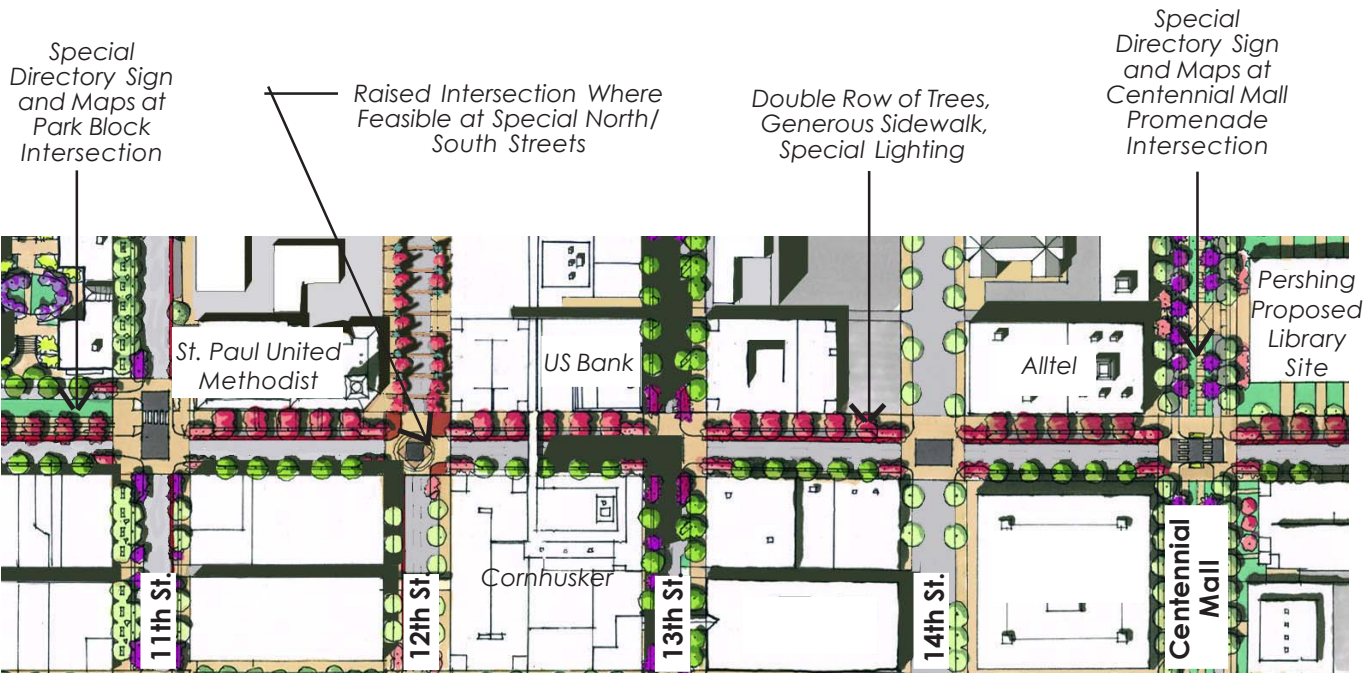 Special
Directory Sign
and Maps at
Park Block
Intersection
Raised Intersection Where
Feasible at Special North/
South Streets
Double Row of Trees,
Generous Sidewalk,
Special Lighting
Special
Directory Sign
and Maps at
Centennial Mall
Promenade
Intersection
St. Paul United
Methodist
US Bank
Alltel
Pershing
Proposed
Library
Site
Cornhusker
11th St.
12th St.
13th St.
14th St.
Centennial
Mall